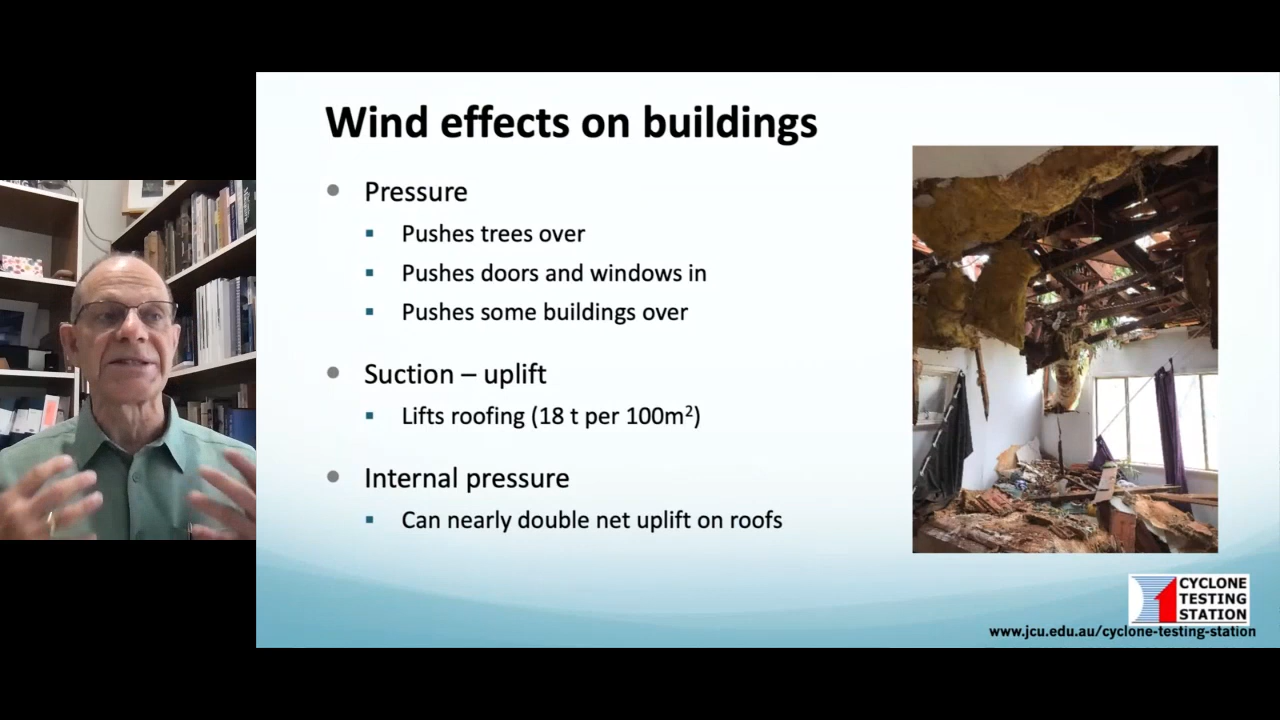 Wind effects on buildings
Pressure
Pushes trees over
Pushes doors and windows in
Pushes some buildings over
Suction – uplift
Lifts roofing (18 t per 100m²)
Internal pressure
Can nearly double net uplift on roofs
CYCLONE
TESTING
STATION
www.jcu.edu.au/cyclone-testing-station